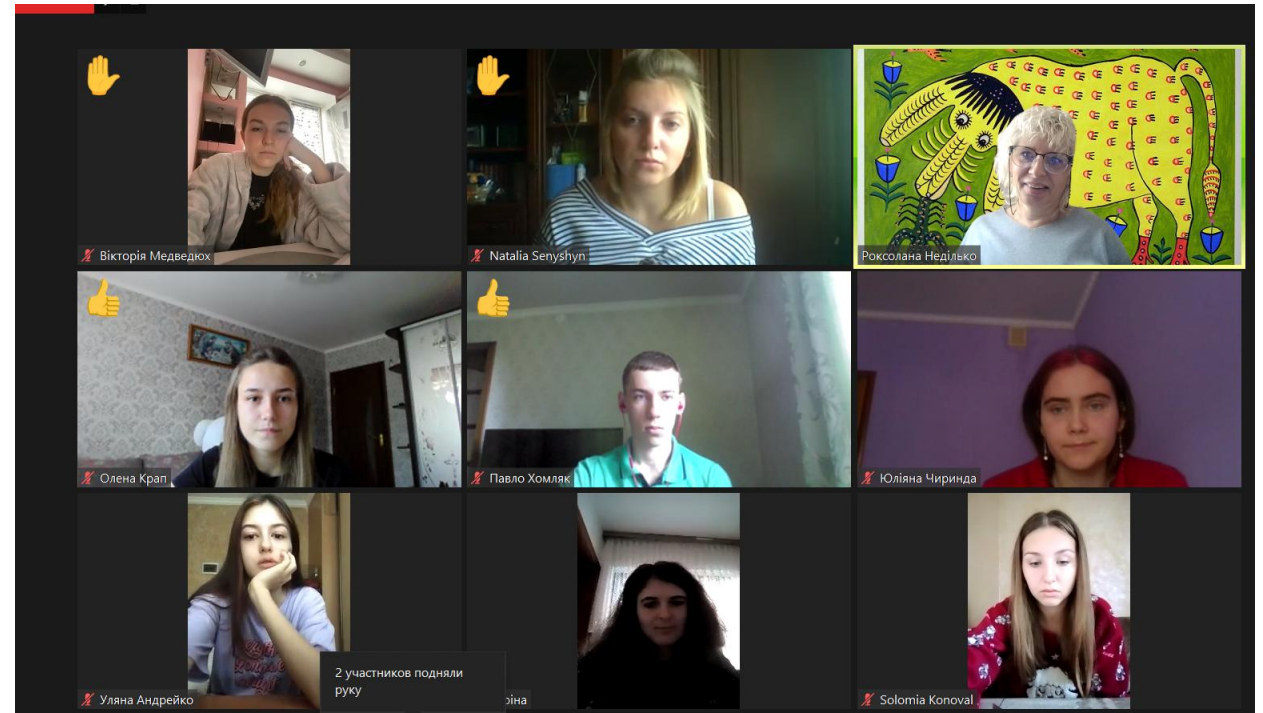 Вікторія Медведюх
Natalia Senyshyn
Роксолана Неділько
Олена Крап
Павло Хомляк
Юліяна Чиринда
Уляна Андрейко
2 участников подняли
руку
ріна
Solomia Konoval